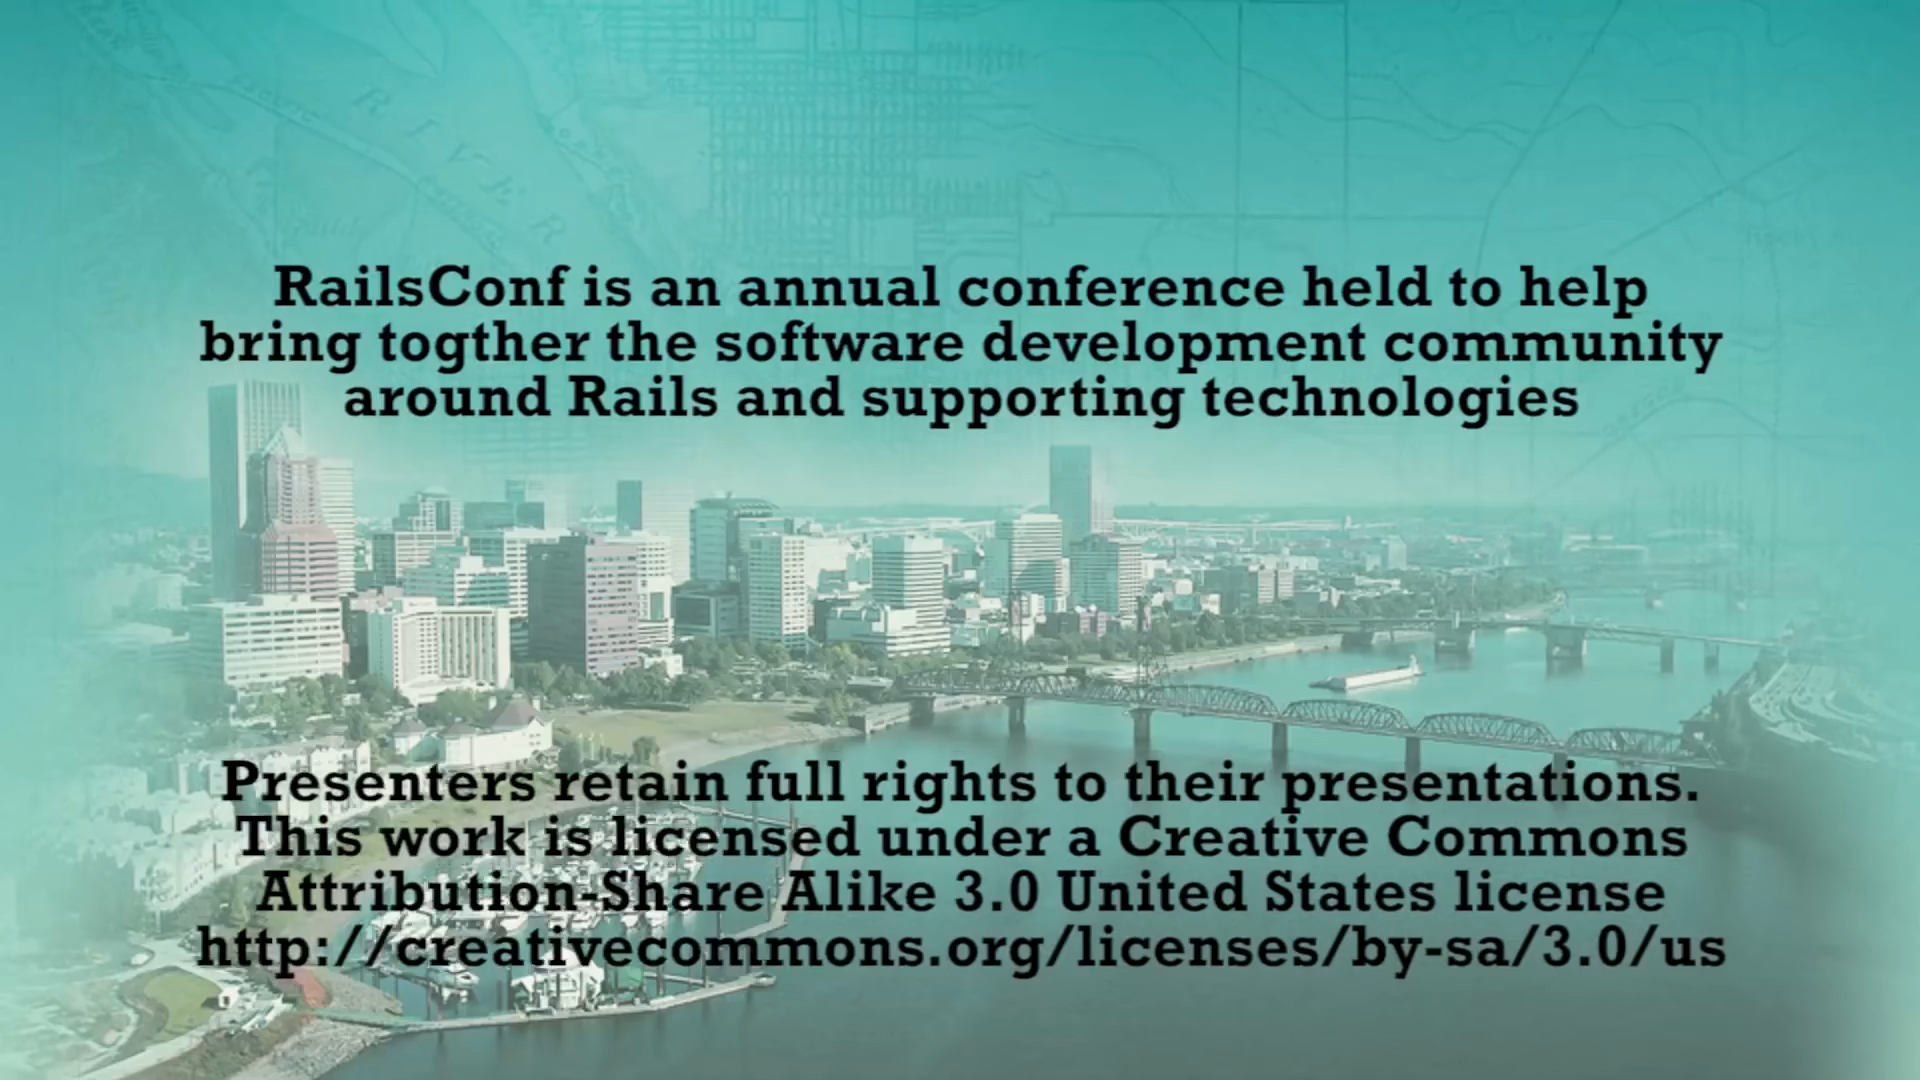 RailsConf is an annual conference held to help
bring togther the software development community
around Rails and supporting technologies
Presenters retain full rights to their presentations.
This work is licensed under a Creative Commons
Attribution-Share Alike 3.0 United States license
http://creativecommons.org/licenses/by-sa/3.0/us